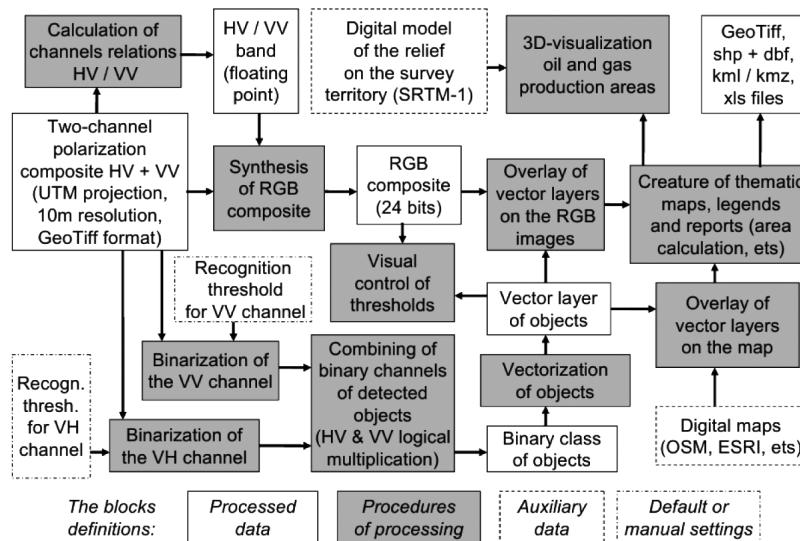 Calculation of
channels relations
HV / VV
HV / VV
band
(floating
point)
Digital model
of the relief
on the survey
territory (SRTM-1)
3D-visualization
oil and gas
production areas
GeoTiff,
shp + dbf,
kml / kmz,
xls files
Two-channel
polarization
composite HV + VV
(UTM projection,
10m resolution,
GeoTiff format)
Synthesis
of RGB
composite
RGB
composite
(24 bits)
Overlay of
vector layers
on the RGB
images
Creature of thematic
maps, legends
and reports (area
calculation, ets)
Recognition
threshold
for VV channel
Visual
control of
thresholds
Vector layer
of objects
Overlay of
vector layers
on the map
Binarization of
the VV channel
Combining of
binary channels
of detected
objects
(HV & VV logical
multiplication)
Vectorization
of objects
Recogn.
thresh.
for VH
channel
Binarization of
the VH channel
Binary class
of objects
Digital maps
(OSM, ESRI, ets)
The blocks
definitions:
Processed
data
Procedures
of processing
Auxiliary
data
Default or
manual settings